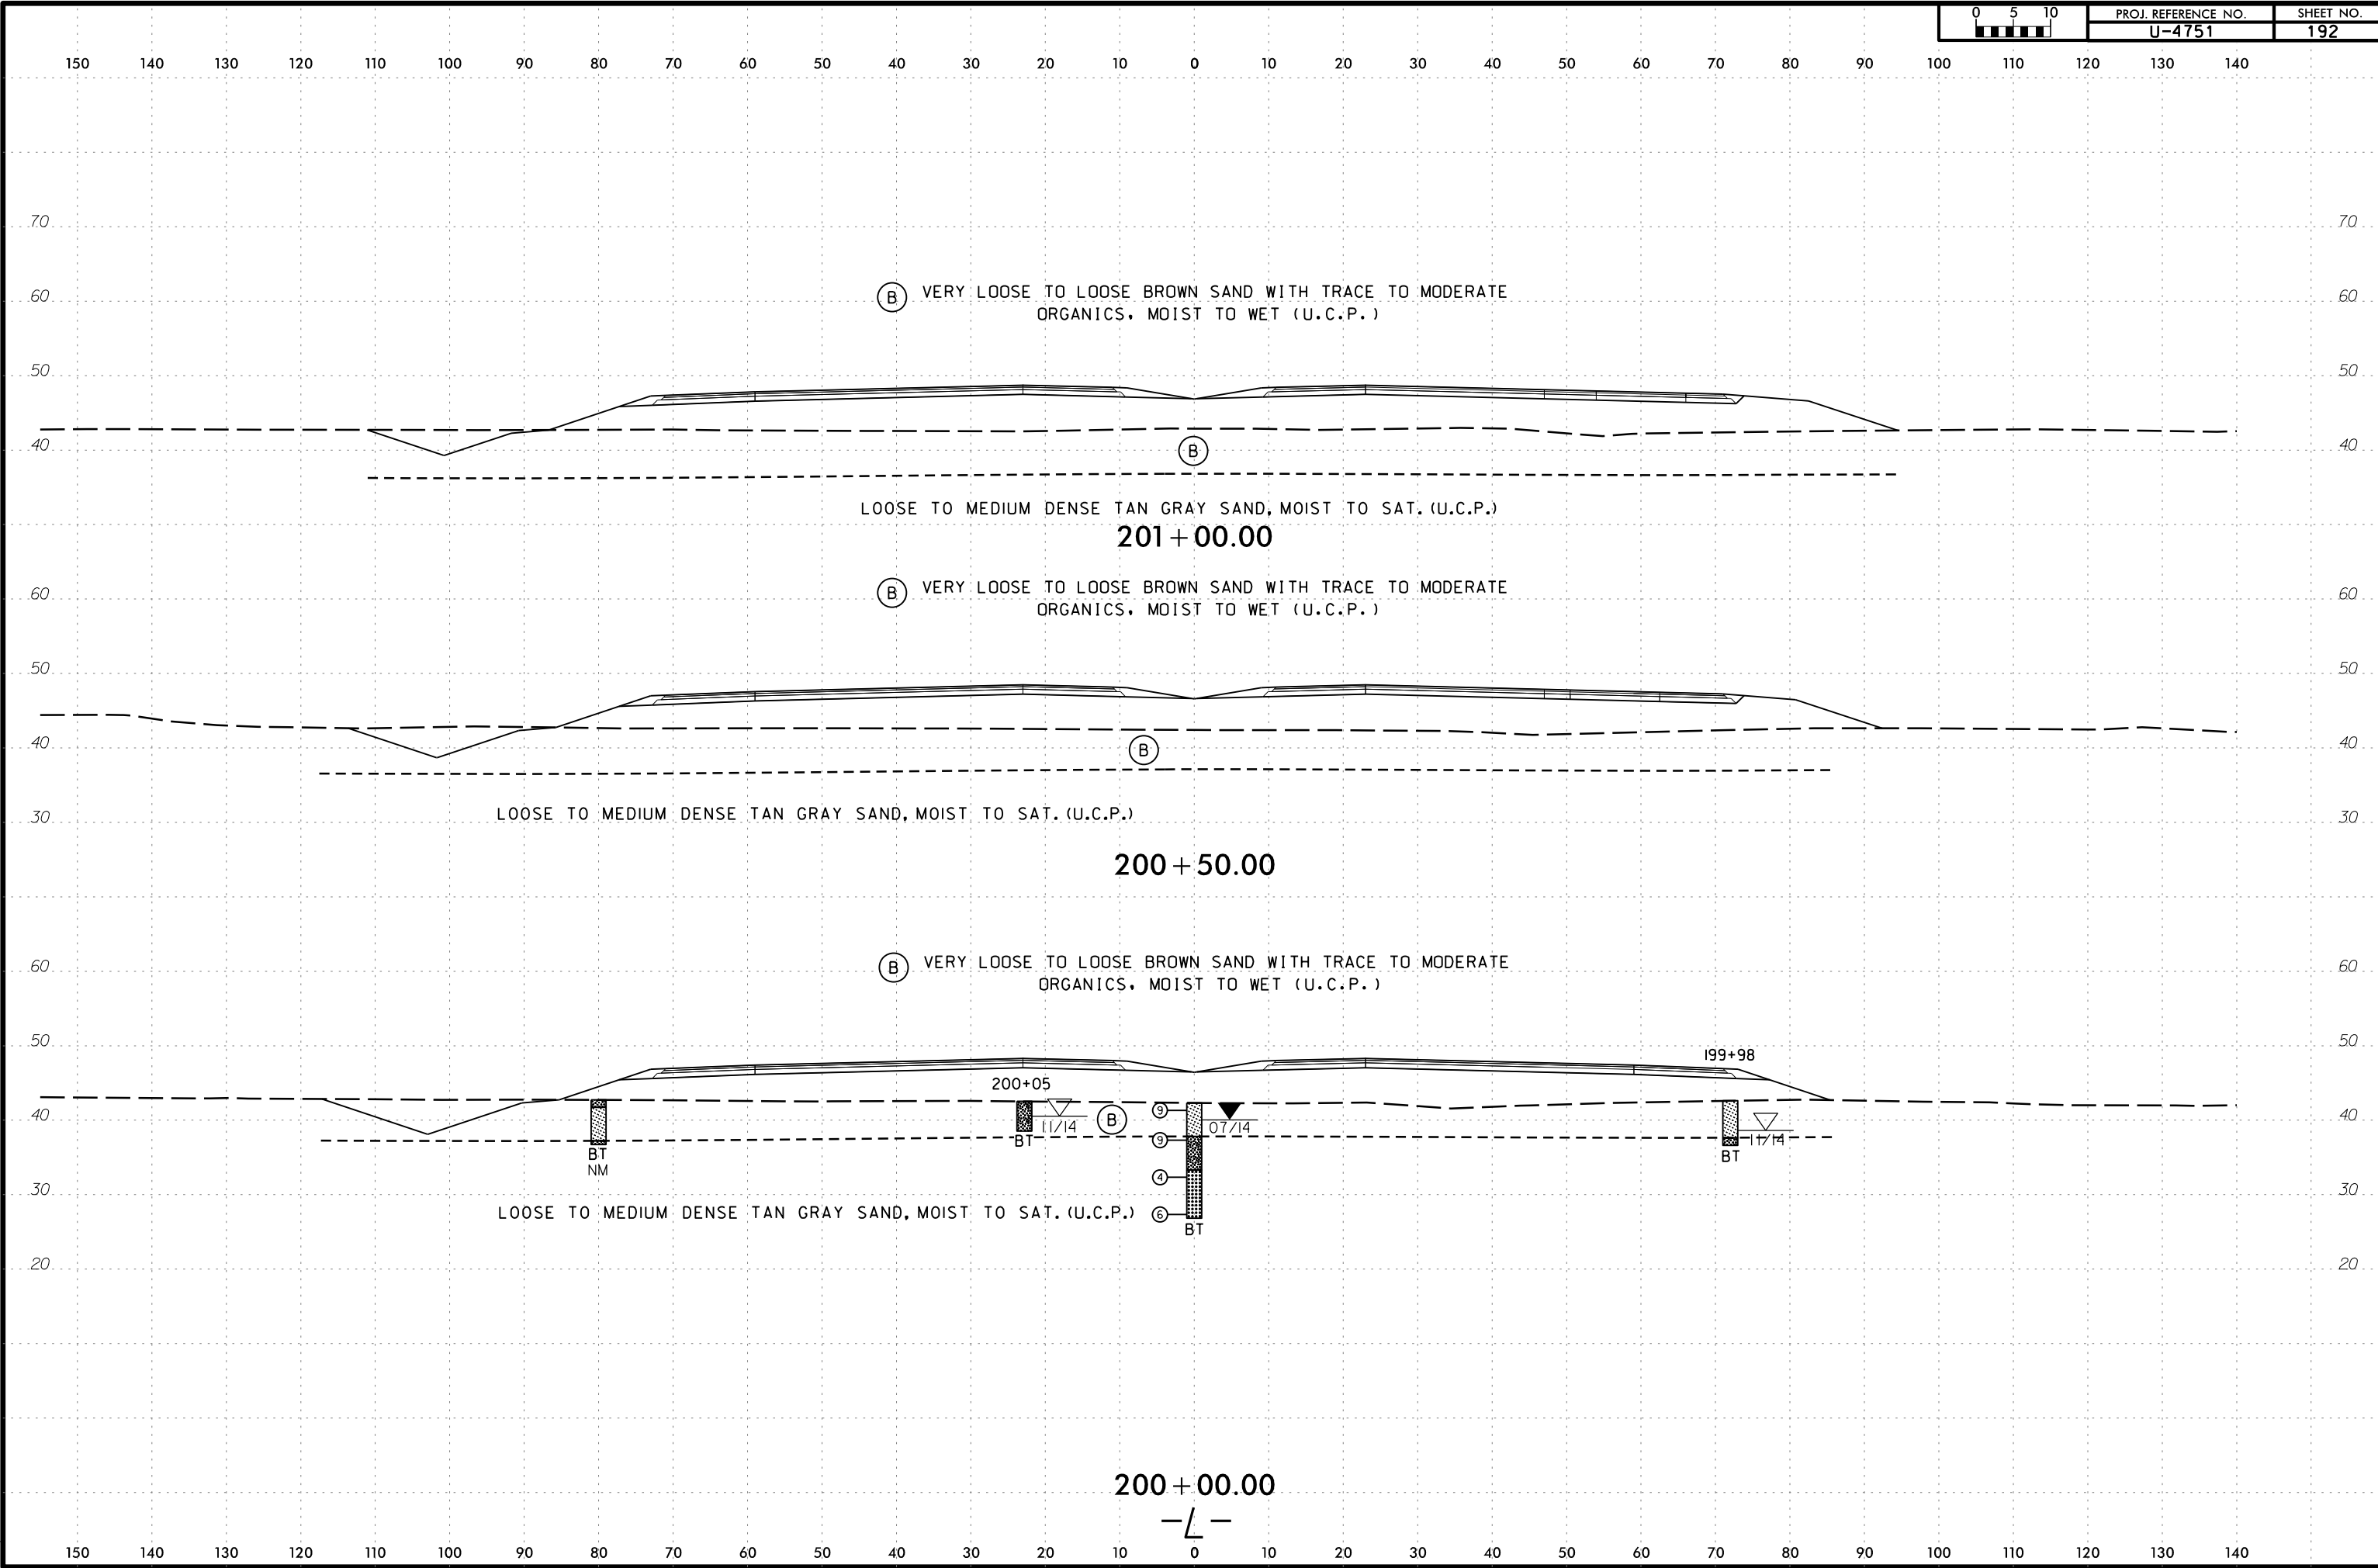 0 5 10
PROJ. REFERENCE NO. SHEET NO.
U-4751 192
150 140 130 120 110 100 90 80 70 60 50 40 30 20 10 0 10 20 30 40 50 60 70 80 90 100 110 120 130 140
70 70
60 B VERY LOOSE TO LOOSE BROWN SAND WITH TRACE TO MODERATE 60
ORGANICS, MOIST TO WET (U.C.P.)
50 50
40 B 40
LOOSE TO MEDIUM DENSE TAN GRAY SAND, MOIST TO SAT. (U.C.P.)
201+00.00
60 B VERY LOOSE TO LOOSE BROWN SAND WITH TRACE TO MODERATE 60
ORGANICS, MOIST TO WET (U.C.P.)
50 50
40 B 40
LOOSE TO MEDIUM DENSE TAN GRAY SAND, MOIST TO SAT. (U.C.P.)
30 30
200+50.00
60 B VERY LOOSE TO LOOSE BROWN SAND WITH TRACE TO MODERATE 60
ORGANICS, MOIST TO WET (U.C.P.)
50 50
199+98
200+05
40 9 B 40
11/14 07/14
BT 9 11/14
BT BT
NM
4
30 30
LOOSE TO MEDIUM DENSE TAN GRAY SAND, MOIST TO SAT. (U.C.P.) 6
BT
20 20
200+00.00
-L-
150 140 130 120 110 100 90 80 70 60 50 40 30 20 10 0 10 20 30 40 50 60 70 80 90 100 110 120 130 140